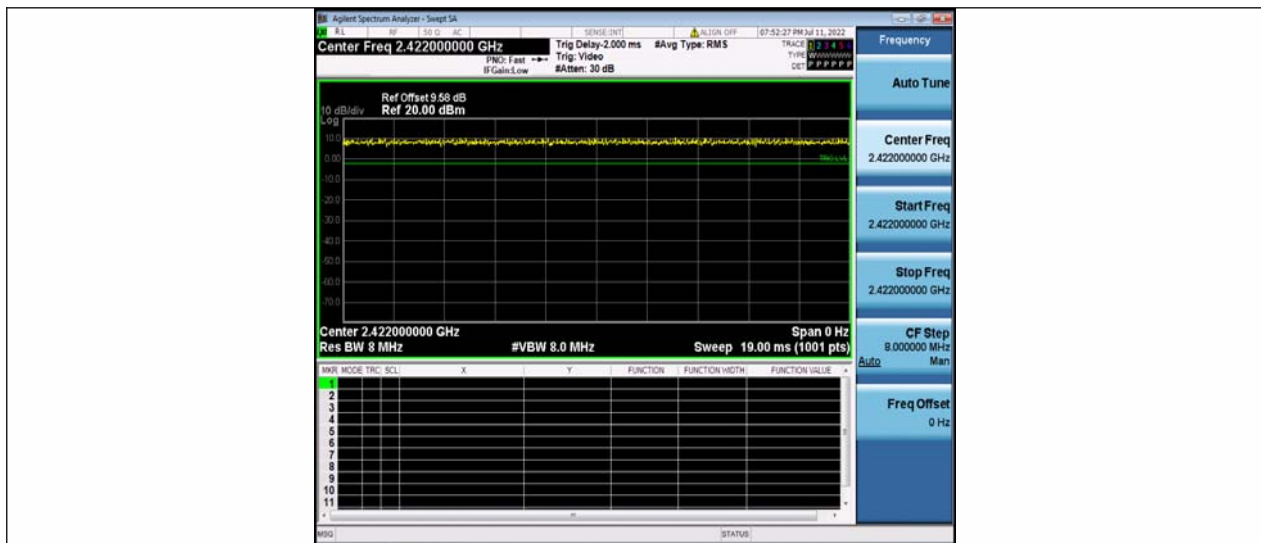 Agilent Spectrum Analyzer - Swept SA
RL RF 50 Ω AC SENSE:INT ALIGN OFF 07:52:27 PM Jul 11, 2022
Center Freq 2.422000000 GHz
PNO: Fast
IFGain:Low
Trig Delay-2.000 ms
Trig: Video
#Atten: 30 dB
#Avg Type: RMS
TRACE 1 2 3 4 5 6
TYPE
DET P P P P P P
Ref Offset 9.58 dB
10 dB/div Ref 20.00 dBm
Log
10.0
0.00
-10.0
-20.0
-30.0
-40.0
-50.0
-60.0
-70.0
Center 2.422000000 GHz Span 0 Hz
Res BW 8 MHz #VBW 8.0 MHz Sweep 19.00 ms (1001 pts)
MKR MODE TRC SCL X Y FUNCTION FUNCTION WIDTH FUNCTION VALUE
1
2
3
4
5
6
7
8
9
10
11
MSG STATUS
Frequency
Auto Tune
Center Freq
2.422000000 GHz
Start Freq
2.422000000 GHz
Stop Freq
2.422000000 GHz
CF Step
8.000000 MHz
Auto Man
Freq Offset
0 Hz